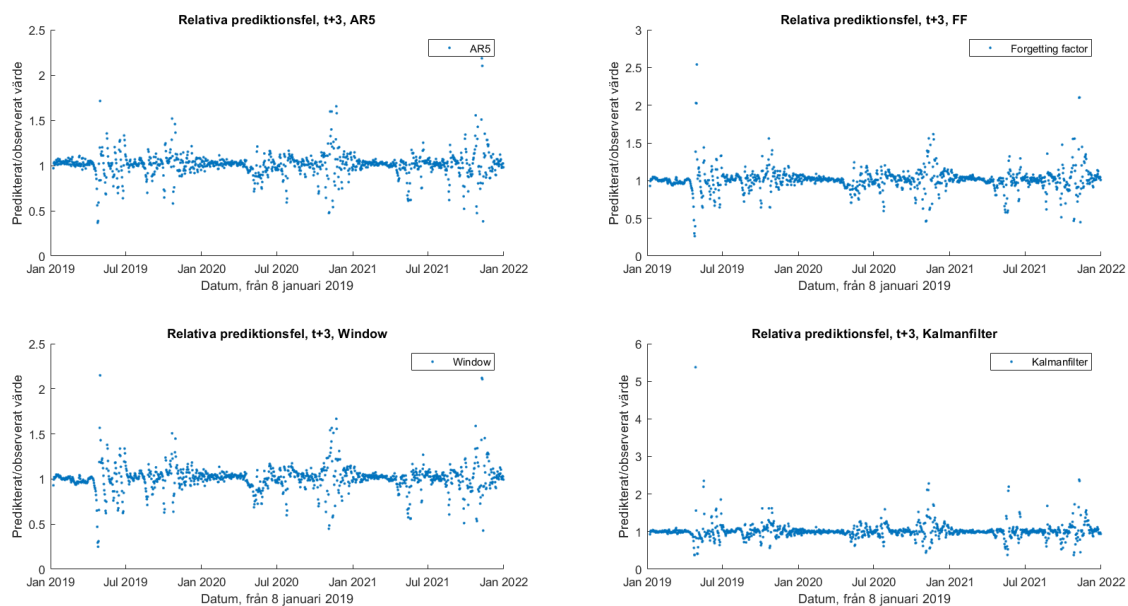 Relativa prediktionsfel, t+3, AR5
Predikterat/observerat värde
2.5
2
1.5
1
0.5
0
AR5
Jan 2019 Jul 2019 Jan 2020 Jul 2020 Jan 2021 Jul 2021 Jan 2022
Datum, från 8 januari 2019
Relativa prediktionsfel, t+3, FF
Predikterat/observerat värde
3
2.5
2
1.5
1
0.5
0
Forgetting factor
Jan 2019 Jul 2019 Jan 2020 Jul 2020 Jan 2021 Jul 2021 Jan 2022
Datum, från 8 januari 2019
Relativa prediktionsfel, t+3, Window
Predikterat/observerat värde
2.5
2
1.5
1
0.5
0
Window
Jan 2019 Jul 2019 Jan 2020 Jul 2020 Jan 2021 Jul 2021 Jan 2022
Datum, från 8 januari 2019
Relativa prediktionsfel, t+3, Kalmanfilter
Predikterat/observerat värde
6
5
4
3
2
1
0
Kalmanfilter
Jan 2019 Jul 2019 Jan 2020 Jul 2020 Jan 2021 Jul 2021 Jan 2022
Datum, från 8 januari 2019